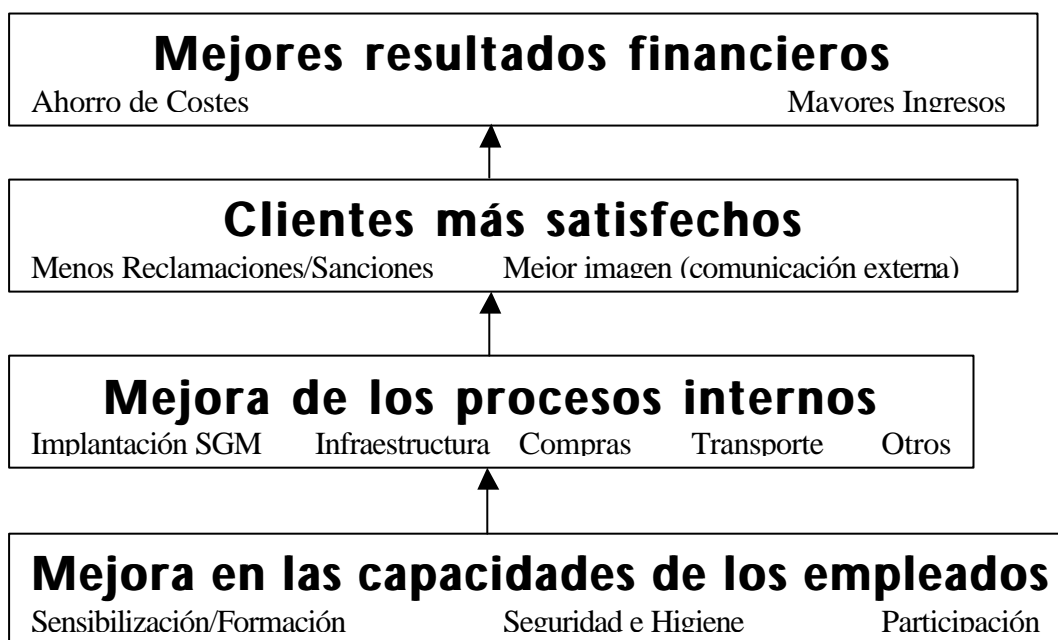 Mejores resultados financieros
Ahorro de Costes Mayores Ingresos
Clientes más satisfechos
Menos Reclamaciones/Sanciones Mejor imagen (comunicación externa)
Mejora de los procesos internos
Implantación SGM Infraestructura Compras Transporte Otros
Mejora en las capacidades de los empleados
Sensibilización/Formación Seguridad e Higiene Participación